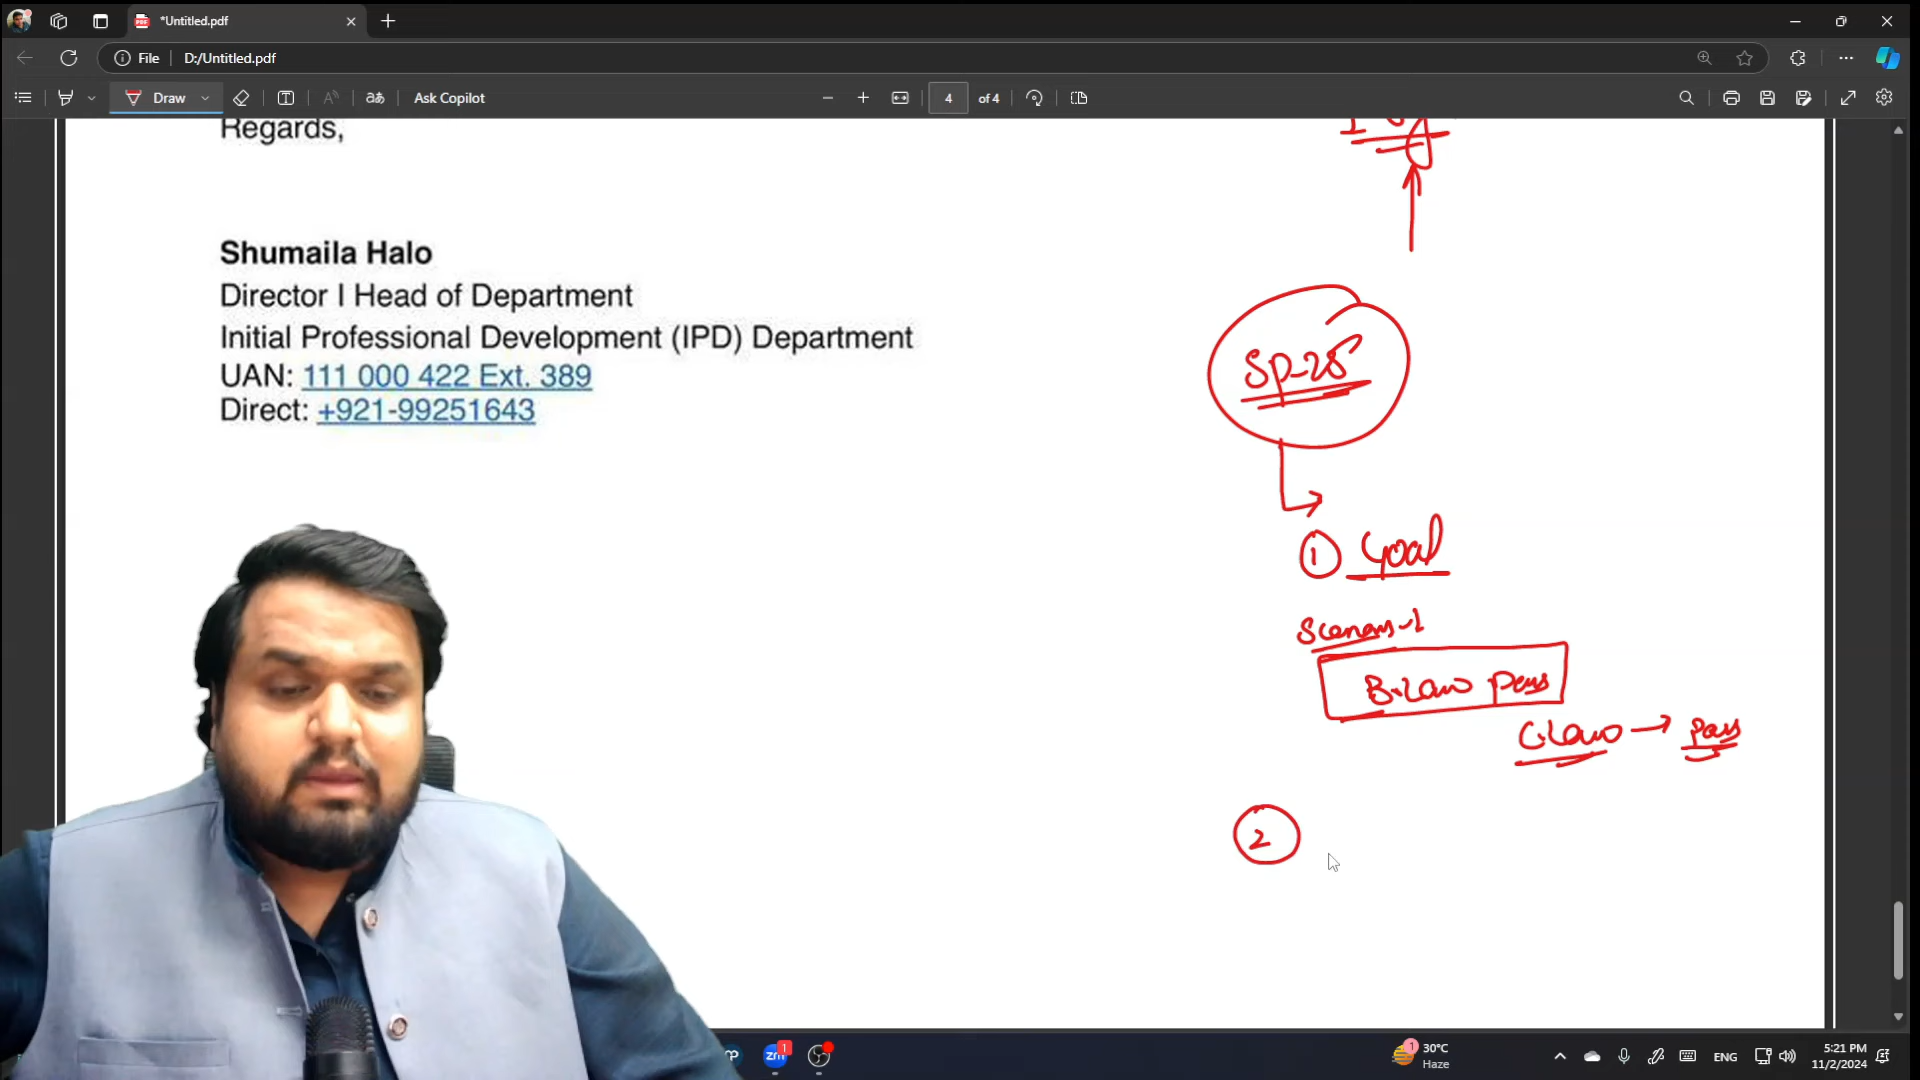 *Untitled.pdf
File D:/Untitled.pdf
Draw Ask Copilot 4 of 4
Regards,
Shumaila Halo
Director I Head of Department
Initial Professional Development (IPD) Department
UAN: 111 000 422 Ext. 389
Direct: +921-99251643
Sp-25
1 Goal
B.Law pass
C.Law → pass
2
zm 1
30°C
Haze
ENG
5:21 PM
11/2/2024